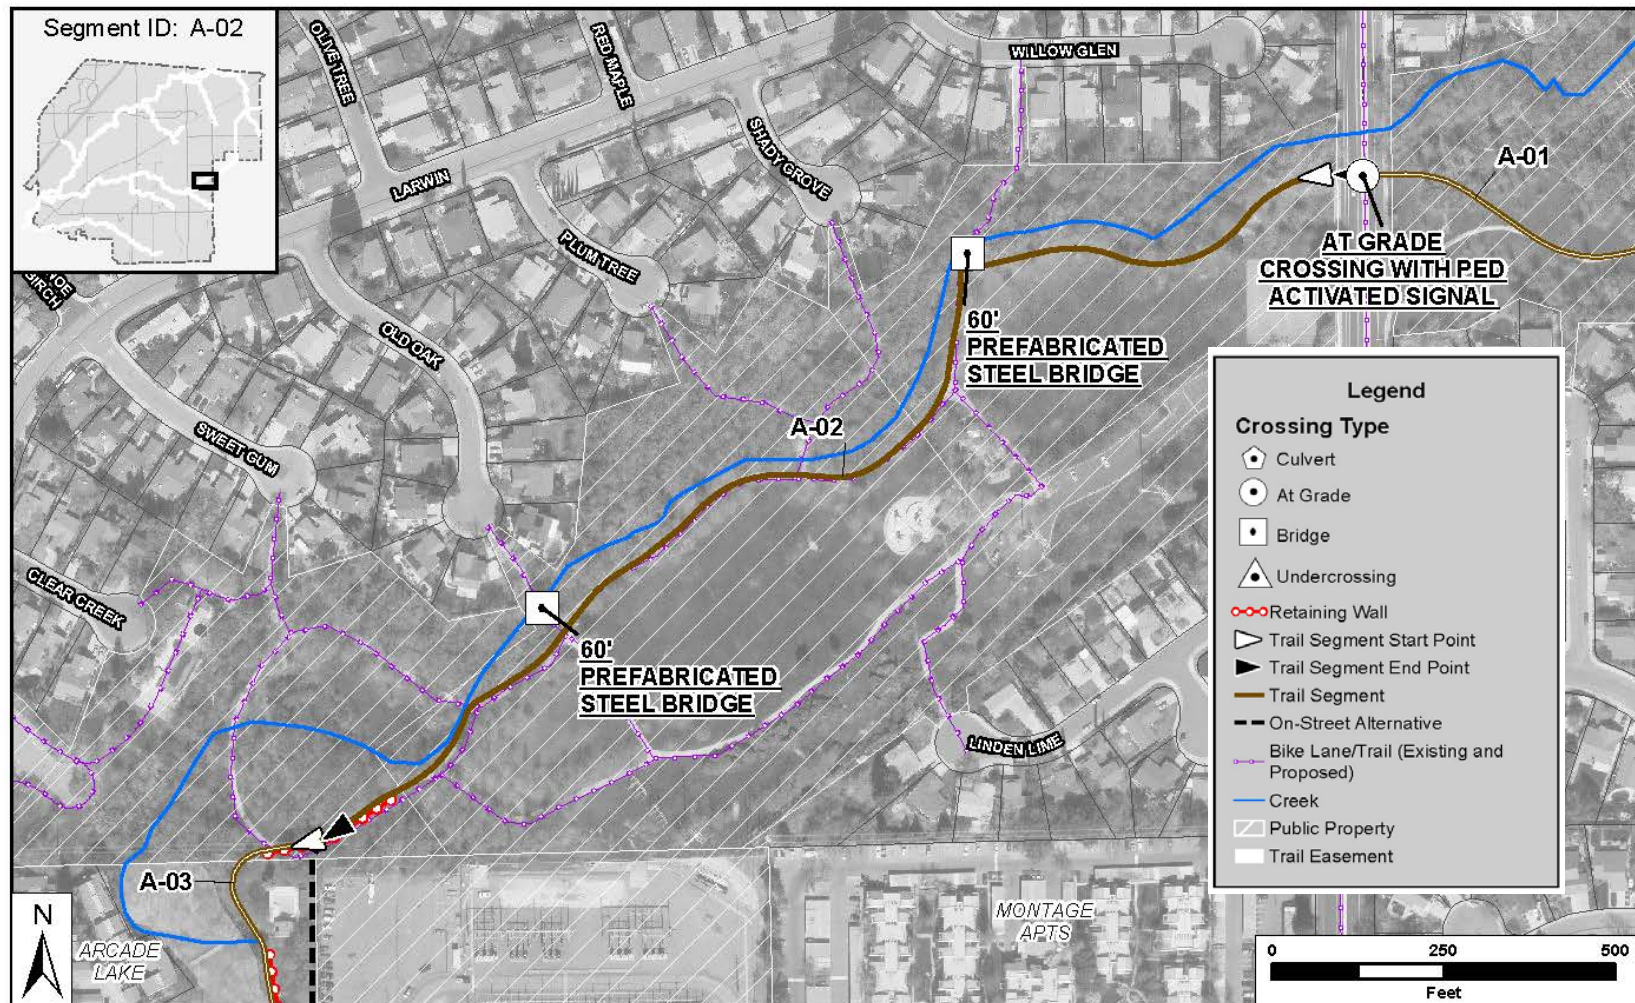 Segment ID: A-02
OLIVE TREE
RED MAPLE
WILLOW GLEN
SHADY GROVE
LARWIN
PLUM TREE
A-01
AT GRADE
CROSSING WITH PED
ACTIVATED SIGNAL
BIRCH
OLD OAK
60'
PREFABRICATED
STEEL BRIDGE
A-02
SWEET GUM
CLEAR CREEK
60'
PREFABRICATED
STEEL BRIDGE
LINDEN LIME
Legend
Crossing Type
Culvert
At Grade
Bridge
Undercrossing
Retaining Wall
Trail Segment Start Point
Trail Segment End Point
Trail Segment
On-Street Alternative
Bike Lane/Trail (Existing and
Proposed)
Creek
Public Property
Trail Easement
A-03
N
ARCADE
LAKE
MONTAGE
APTS
0 250 500
Feet